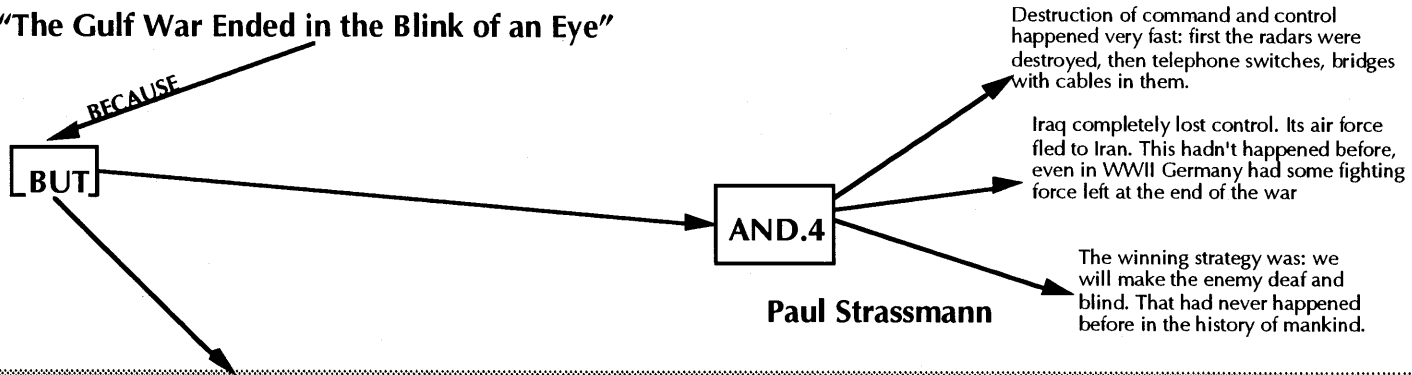 “The Gulf War Ended in the Blink of an Eye”
BECAUSE
BUT
AND.4
Destruction of command and control
happened very fast: first the radars were
destroyed, then telephone switches, bridges
with cables in them.
Iraq completely lost control. Its air force
fled to Iran. This hadn't happened before,
even in WWII Germany had some fighting
force left at the end of the war
The winning strategy was: we
will make the enemy deaf and
blind. That had never happened
before in the history of mankind.
Paul Strassmann